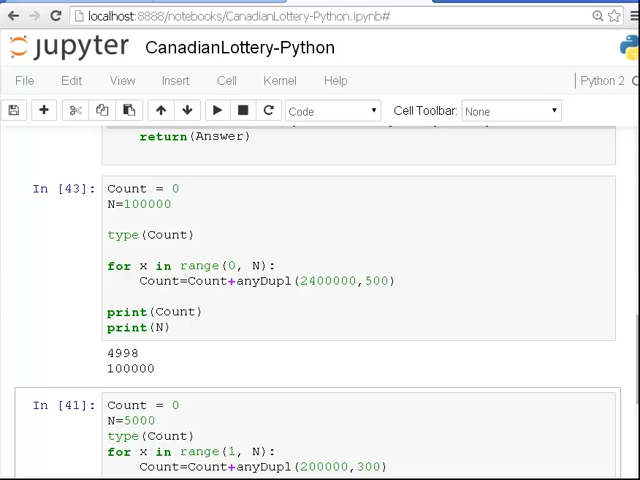 localhost:8888/notebooks/CanadianLottery-Python.ipynb#
jupyter CanadianLottery-Python
File Edit View Insert Cell Kernel Help Python 2
Code Cell Toolbar: None
return(Answer)
In [43]: Count = 0
N=100000
type(Count)
for x in range(0, N):
Count=Count+anyDupl(2400000,500)
print(Count)
print(N)
4998
100000
In [41]: Count = 0
N=5000
type(Count)
for x in range(1, N):
Count=Count+anyDupl(200000,300)